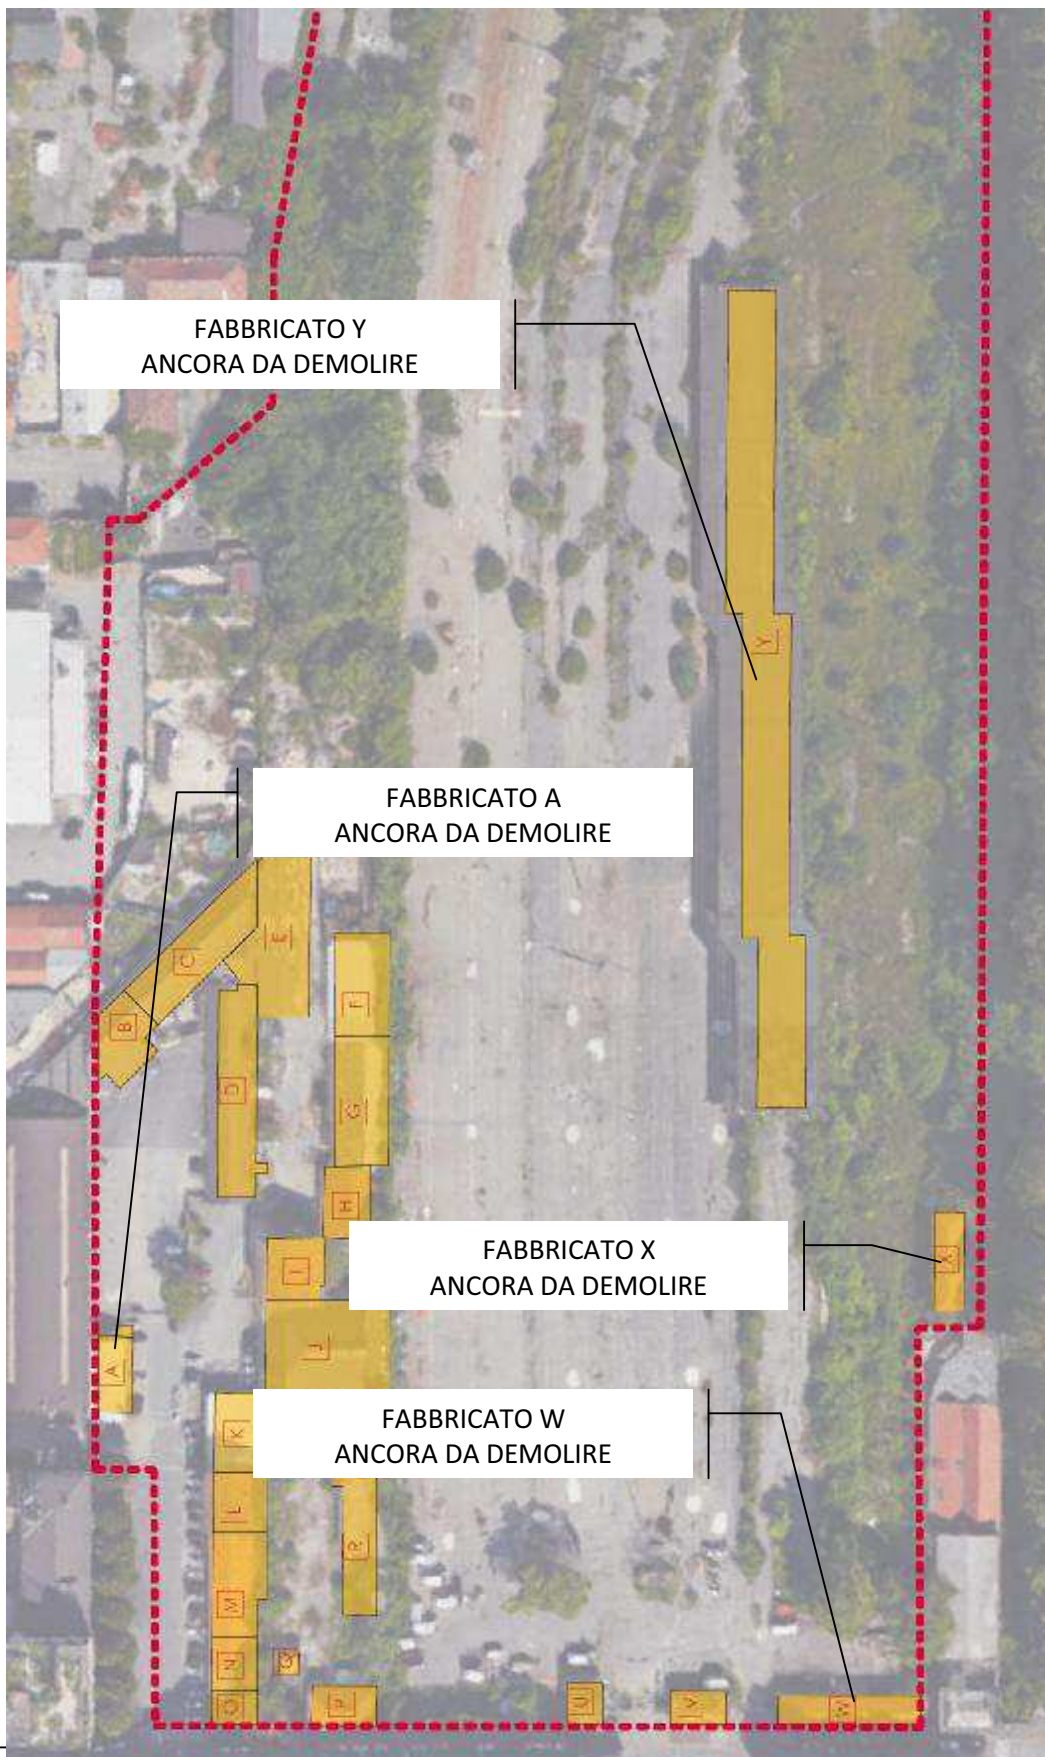 FABBRICATO Y
ANCORA DA DEMOLIRE
Y
FABBRICATO A
ANCORA DA DEMOLIRE
E
C
B
F
D
G
H
FABBRICATO X
ANCORA DA DEMOLIRE
X
I
J
A
FABBRICATO W
ANCORA DA DEMOLIRE
K
L
R
M
N
Q
O
P
U
V
W